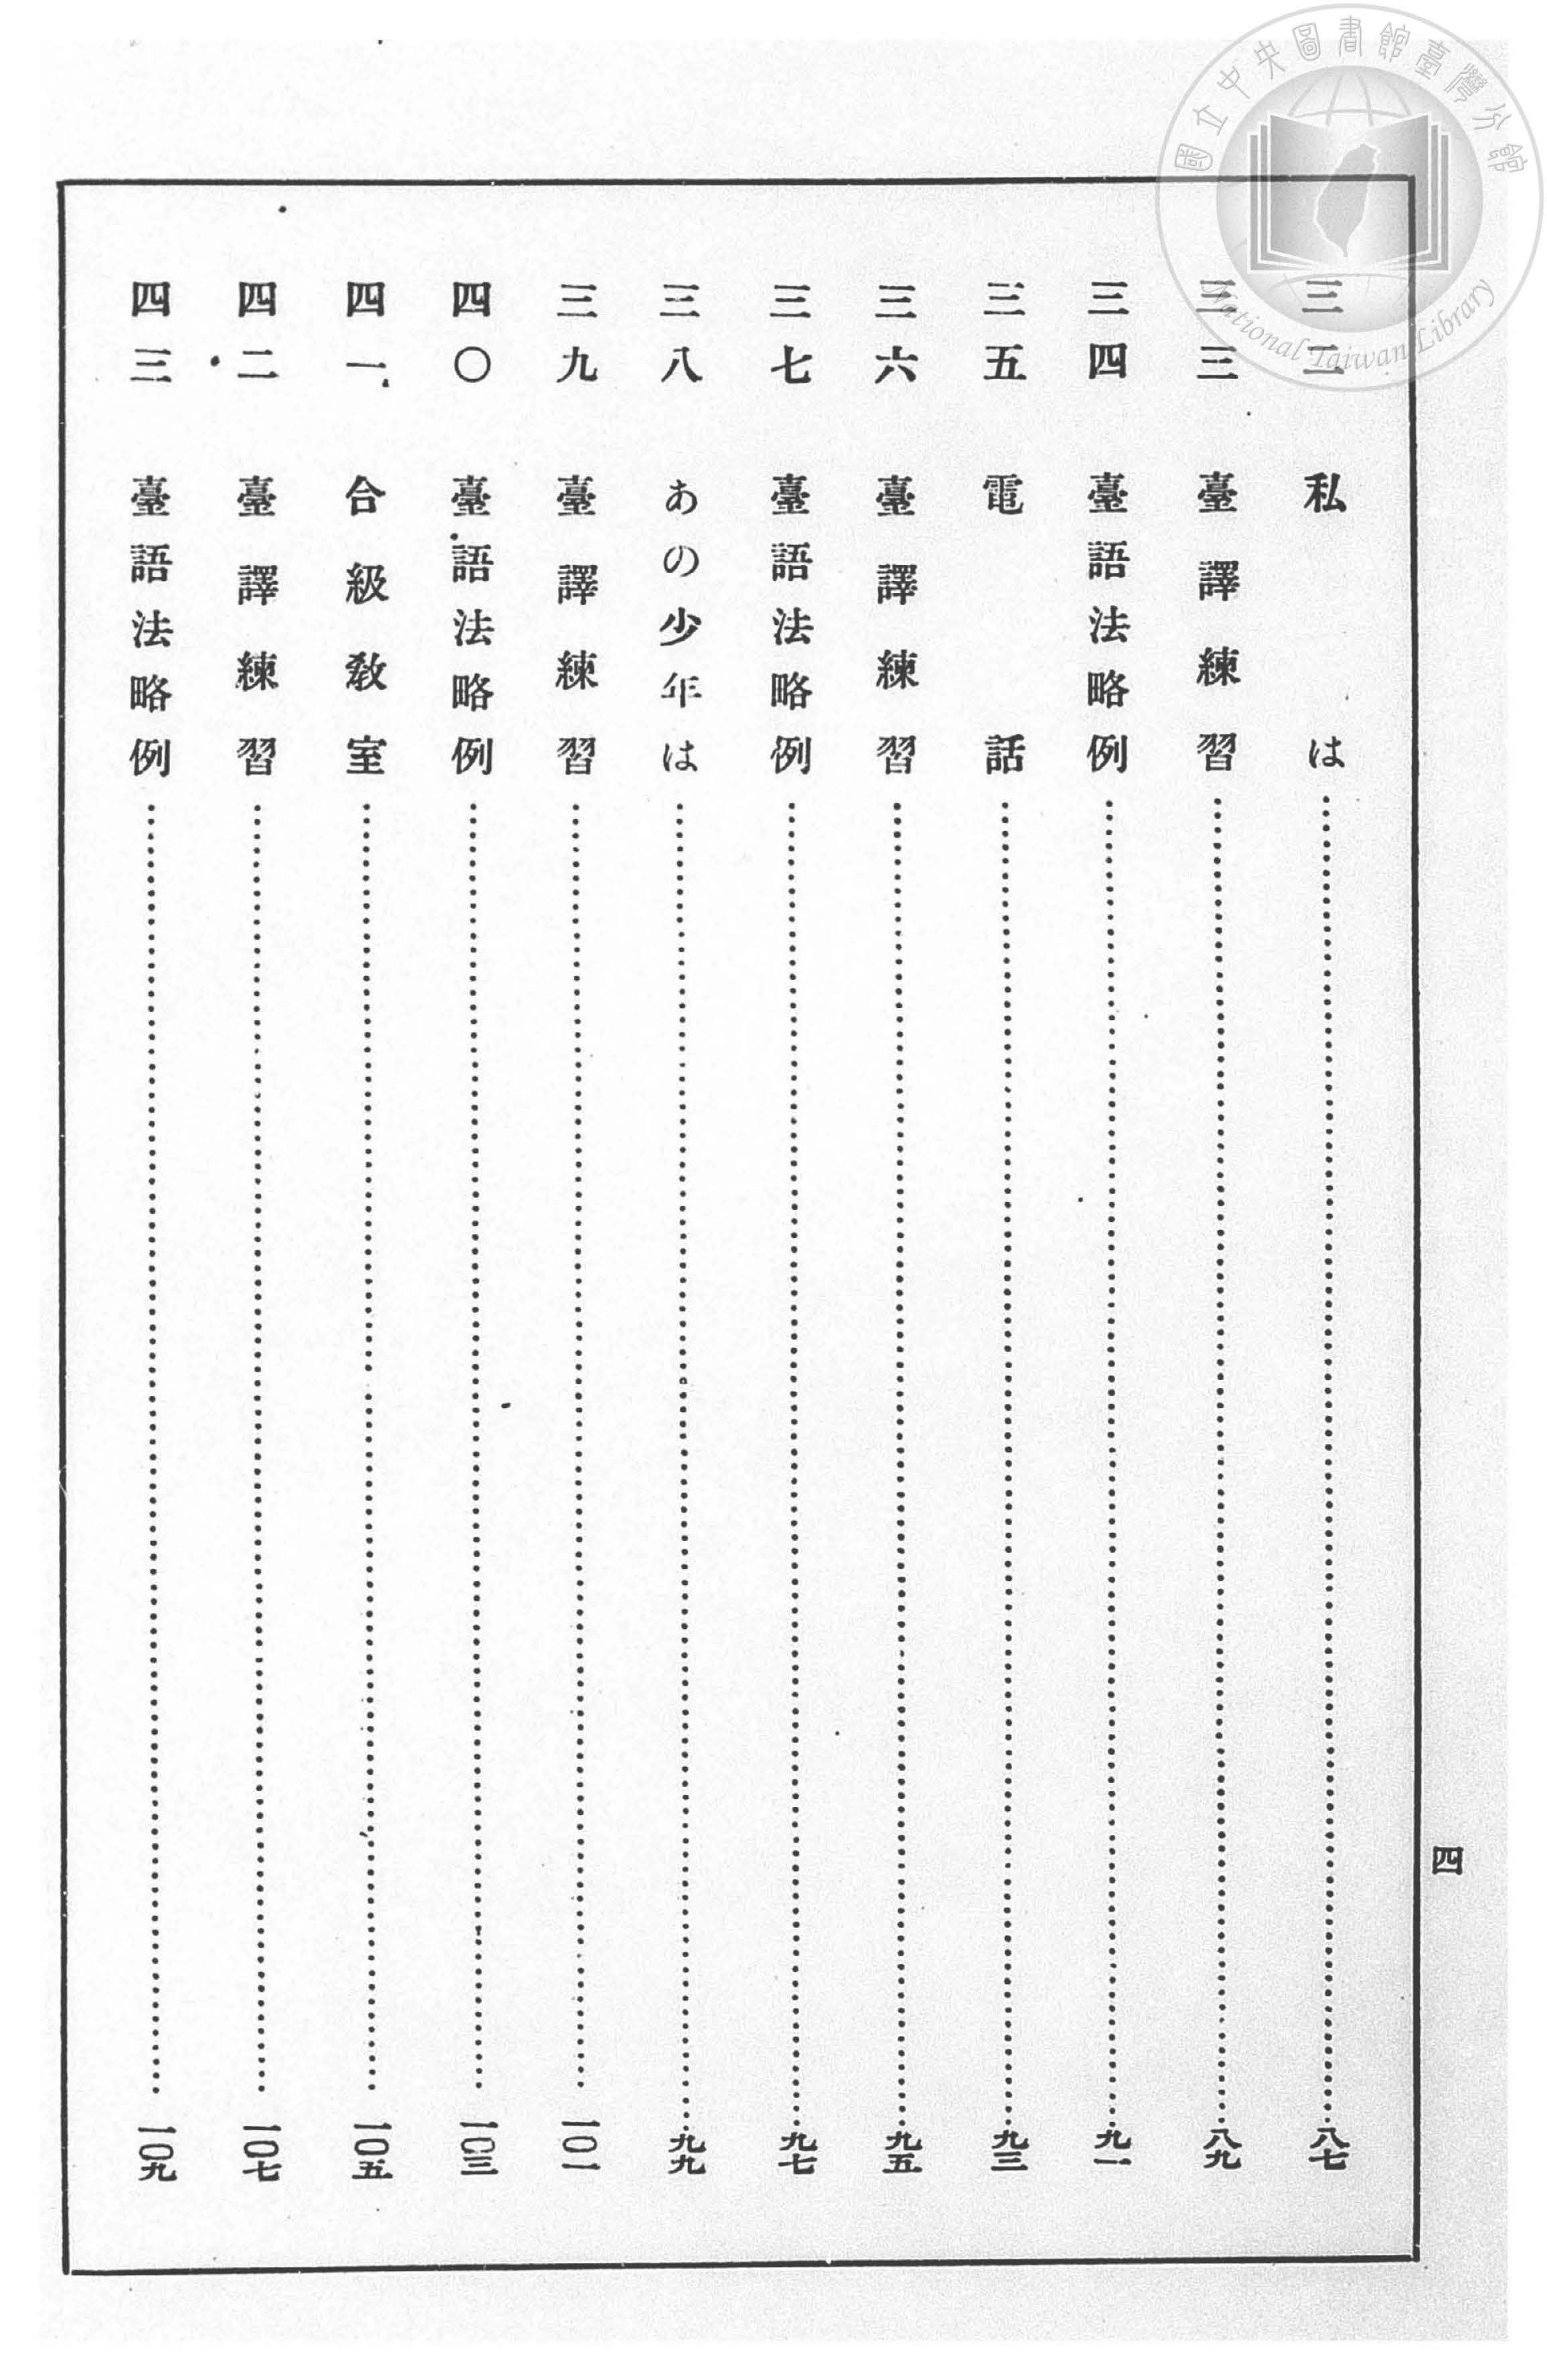 三二 私は……八七
三三 臺譯練習……八九
三四 臺語法略例……九一
三五 電話……九三
三六 臺譯練習……九五
三七 臺語法略例……九七
三八 あの少年は……九九
三九 臺譯練習……一〇一
四〇 臺語法略例……一〇三
四一 合級敎室……一〇五
四二 臺譯練習……一〇七
四三 臺語法略例……一〇九
四
國立中央圖書館臺灣分館
National Taiwan Library